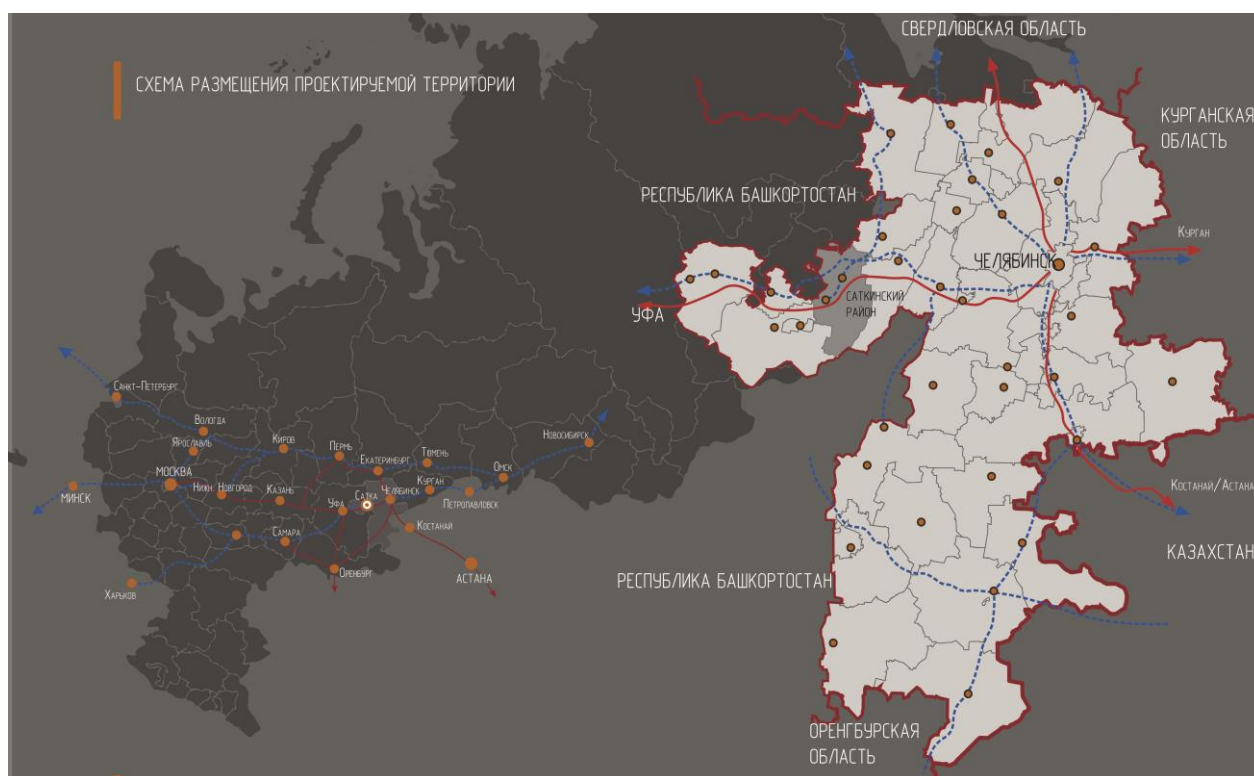 СХЕМА РАЗМЕЩЕНИЯ ПРОЕКТИРУЕМОЙ ТЕРРИТОРИИ
СВЕРДЛОВСКАЯ ОБЛАСТЬ
КУРГАНСКАЯ
ОБЛАСТЬ
РЕСПУБЛИКА БАШКОРТОСТАН
Курган
ЧЕЛЯБИНСК
САТКИНСКИЙ
РАЙОН
УФА
Санкт-Петербург
Вологда
Ярославль
Киров
Пермь
Екатеринбург
Тюмень
Новосибирск
Омск
МОСКВА
МИНСК
Нижн. Новгород
Казань
Уфа
Сатка
Челябинск
Курган
Петропавловск
Костанай
Самара
Оренбург
АСТАНА
Харьков
Костанай/Астана
КАЗАХСТАН
РЕСПУБЛИКА БАШКОРТОСТАН
ОРЕНГБУРСКАЯ
ОБЛАСТЬ